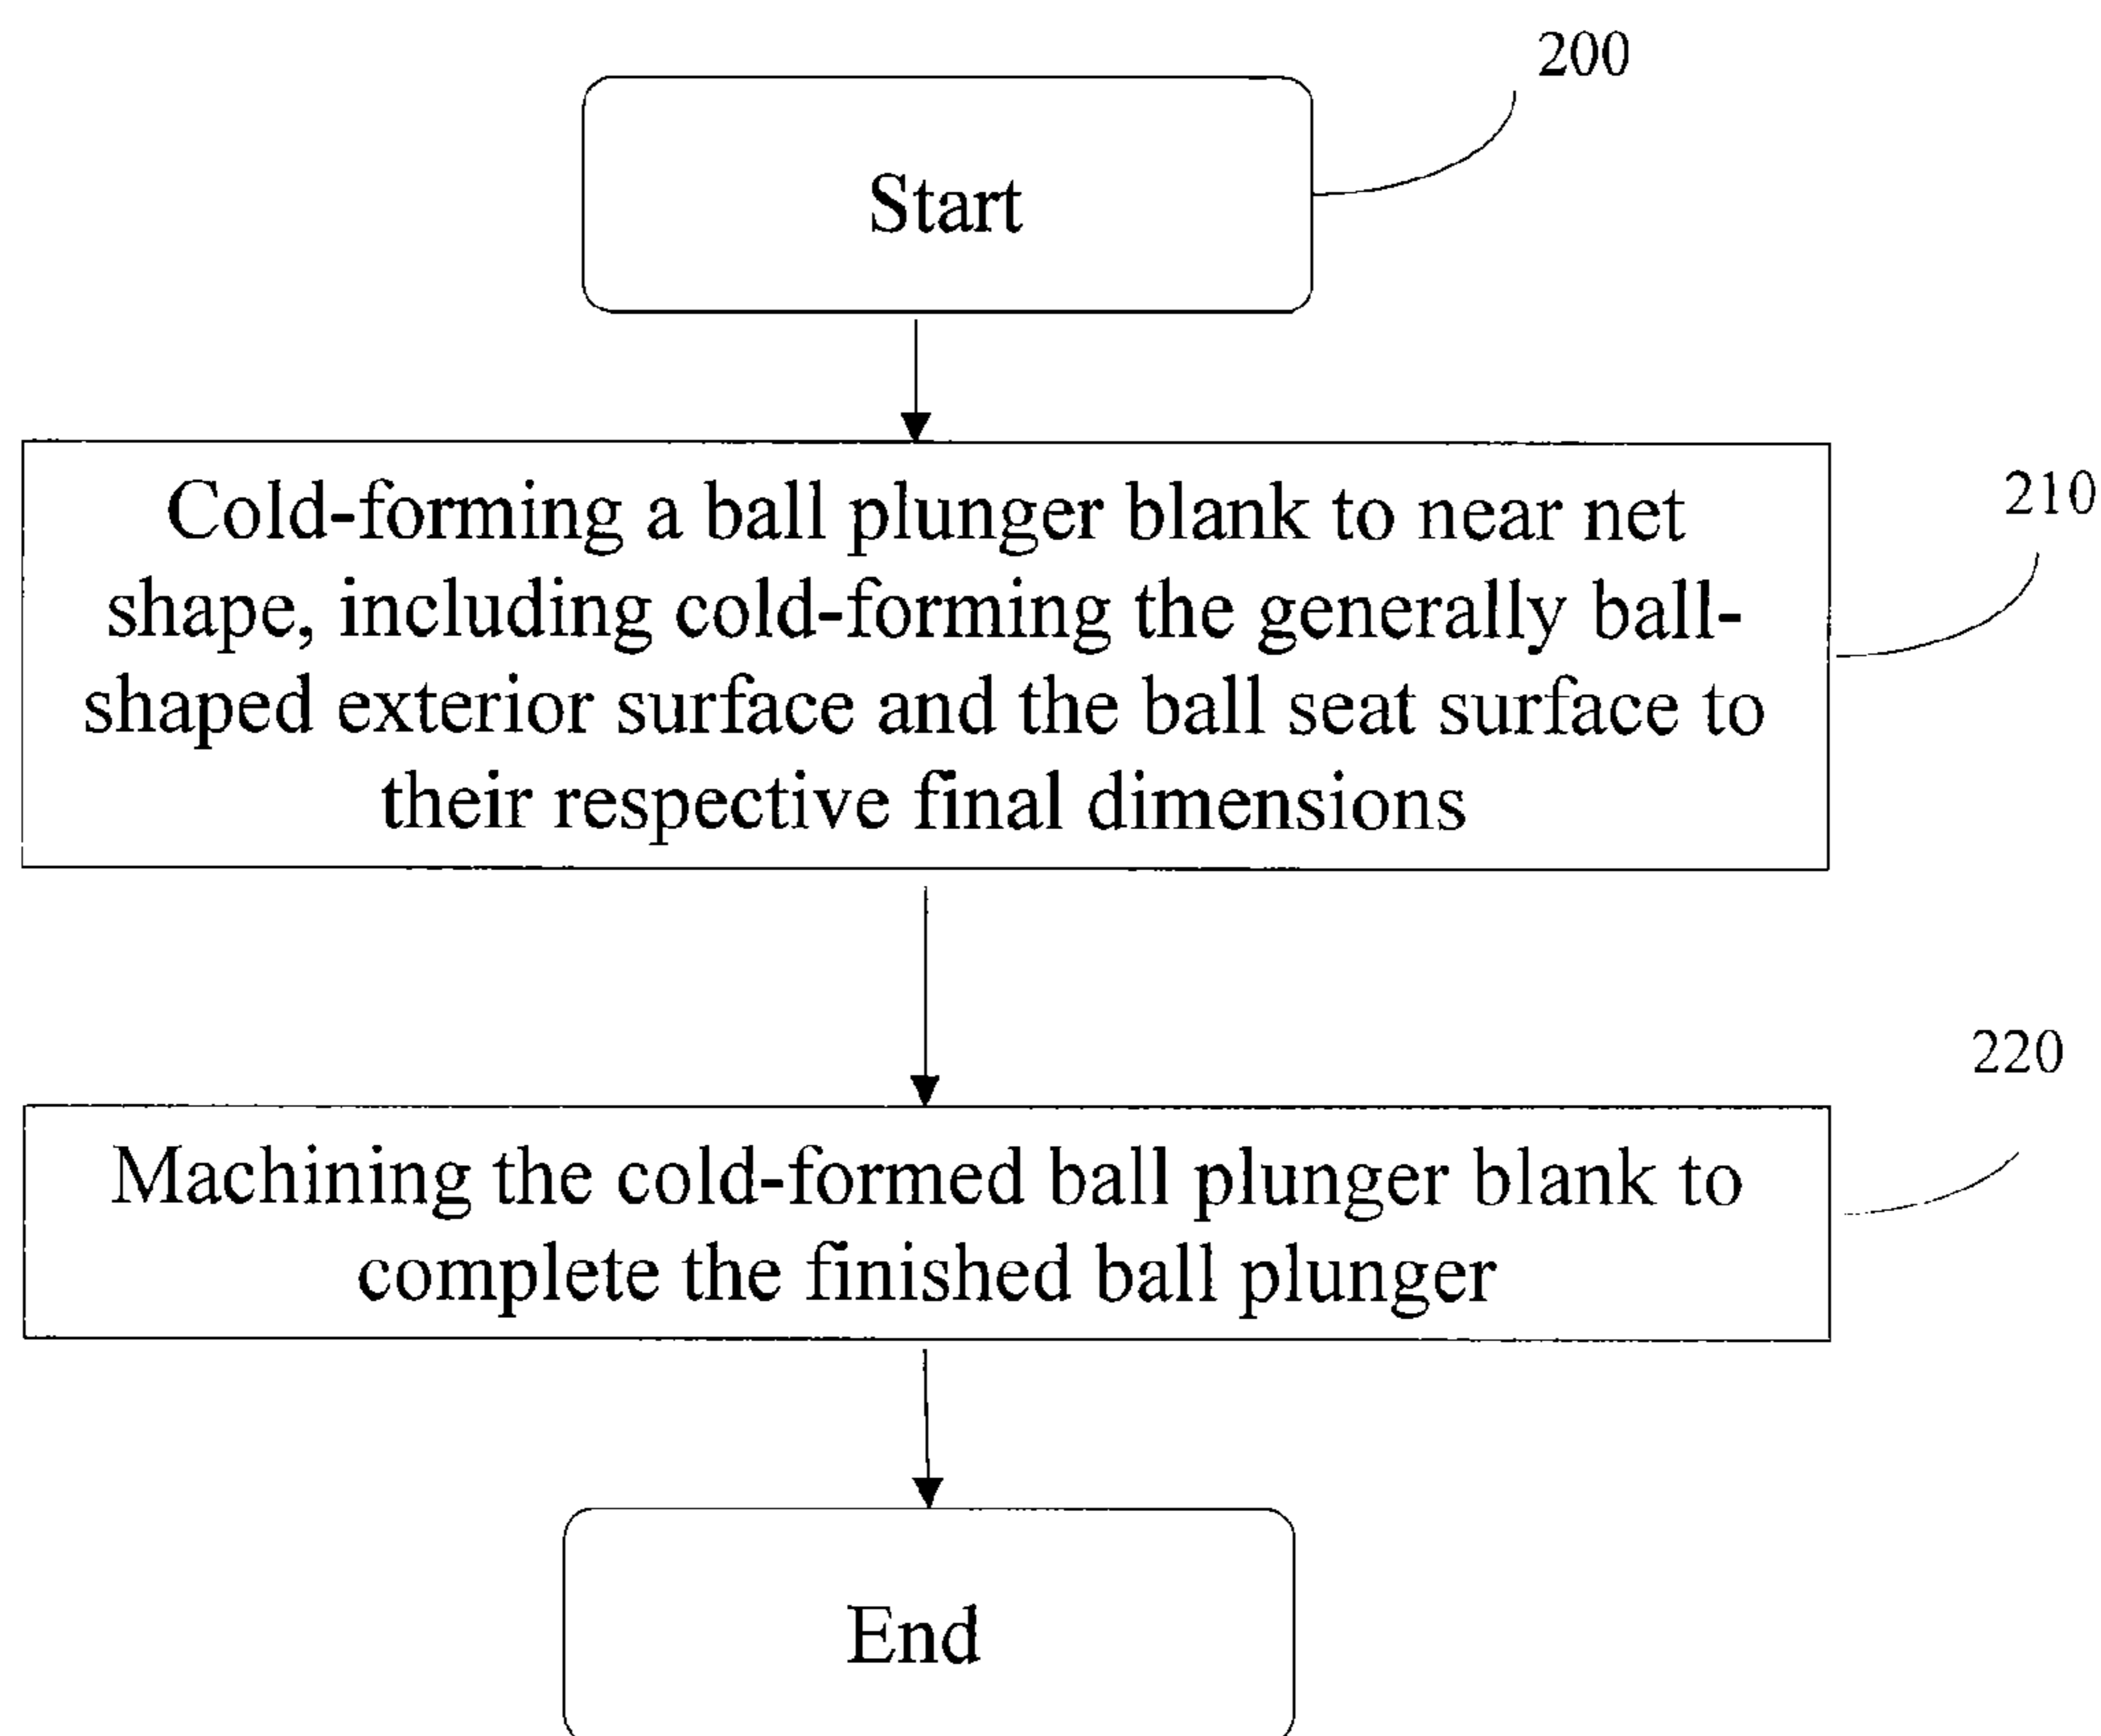 200
Start
Cold-forming a ball plunger blank to near net
210
shape, including cold-forming the generally ball-
shaped exterior surface and the ball seat surface to
their respective final dimensions
220
Machining the cold-formed ball plunger blank to
complete the finished ball plunger
End